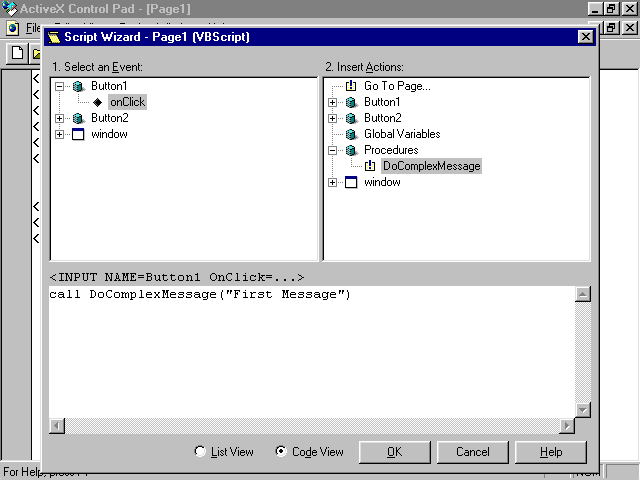 ActiveX Control Pad - [Page1]
File
Script Wizard - Page1 (VBScript)
1. Select an Event:
Button1
onClick
Button2
window
2. Insert Actions:
Go To Page...
Button1
Button2
Global Variables
Procedures
DoComplexMessage
window
<INPUT NAME=Button1 OnClick=...>
call DoComplexMessage("First Message")
List View
Code View
OK
Cancel
Help
For Help, press F1
NUM